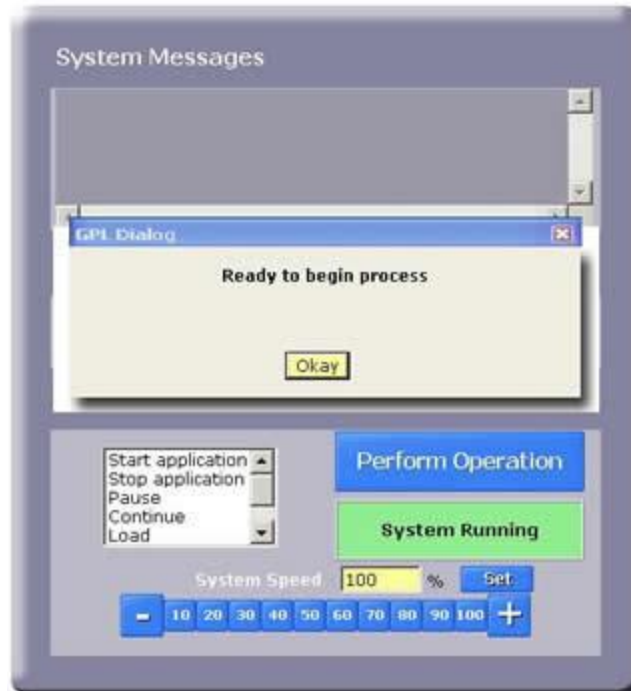 System Messages
GPL Dialog
Ready to begin process
Okay
Start application
Stop application
Pause
Continue
Load
Perform Operation
System Running
System Speed 100 % Set
- 10 20 30 40 50 60 70 80 90 100 +